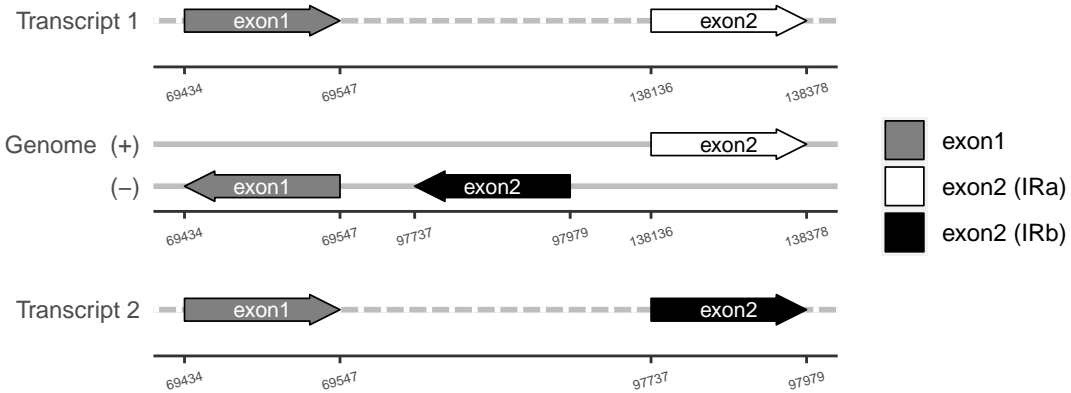 Transcript 1 exon1 exon2
69434 69547 138136 138378
Genome (+) exon2
(−) exon1 exon2
69434 69547 97737 97979 138136 138378
Transcript 2 exon1 exon2
69434 69547 97737 97979
exon1
exon2 (IRa)
exon2 (IRb)